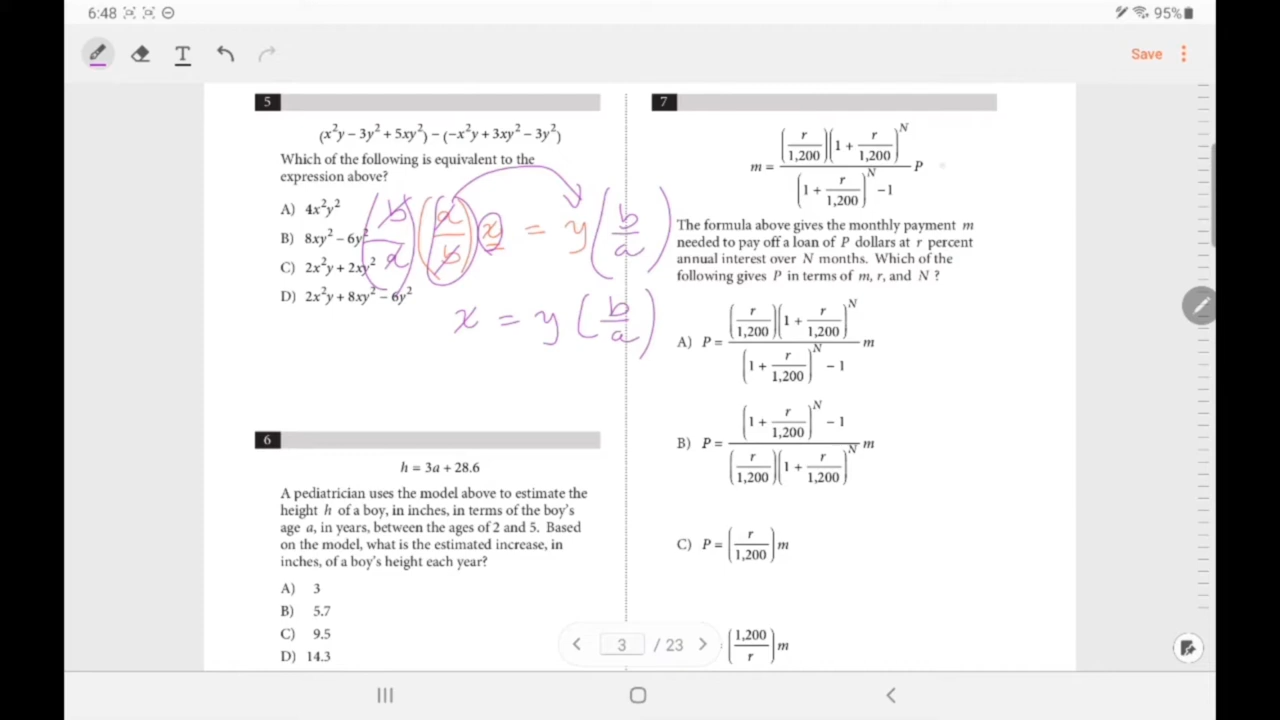 6:48
95%
T
Save
5
(x²y − 3y² + 5xy²) − (−x²y + 3xy² − 3y²)
Which of the following is equivalent to the
expression above?
A) 4x²y²
B) 8xy² − 6y²
C) 2x²y + 2xy²
D) 2x²y + 8xy² − 6y²
(b/a)(a/b)x = y(b/a)
x = y(b/a)
6
h = 3a + 28.6
A pediatrician uses the model above to estimate the
height h of a boy, in inches, in terms of the boy's
age a, in years, between the ages of 2 and 5. Based
on the model, what is the estimated increase, in
inches, of a boy's height each year?
A) 3
B) 5.7
C) 9.5
D) 14.3
7
m = ((r/1,200)(1 + r/1,200)^N)/((1 + r/1,200)^N − 1) P
The formula above gives the monthly payment m
needed to pay off a loan of P dollars at r percent
annual interest over N months. Which of the
following gives P in terms of m, r, and N ?
A) P = ((r/1,200)(1 + r/1,200)^N)/((1 + r/1,200)^N − 1) m
B) P = ((1 + r/1,200)^N − 1)/((r/1,200)(1 + r/1,200)^N) m
C) P = (r/1,200) m
(1,200/r) m
3 / 23